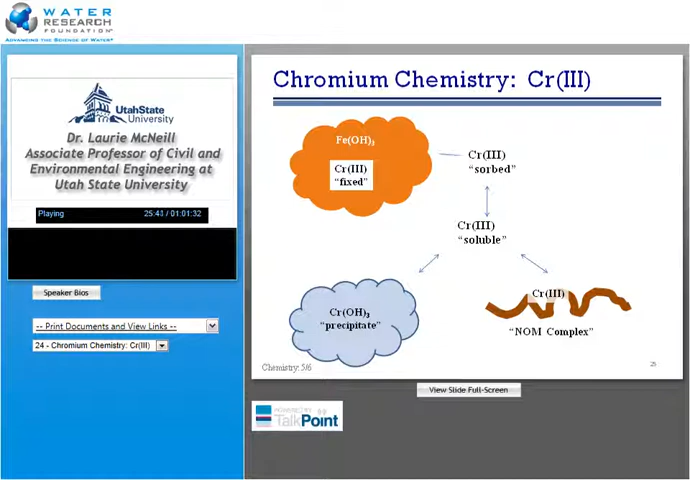 WATER
RESEARCH
FOUNDATION
ADVANCING THE SCIENCE OF WATER®
UtahState
University
Dr. Laurie McNeill
Associate Professor of Civil and
Environmental Engineering at
Utah State University
Playing 25:41 / 01:01:32
Speaker Bios
-- Print Documents and View Links --
24 - Chromium Chemistry: Cr(III)
Chromium Chemistry: Cr(III)
Fe(OH)3
Cr(III)
"fixed"
Cr(III)
"sorbed"
Cr(III)
"soluble"
Cr(OH)3
"precipitate"
Cr(III)
"NOM Complex"
Chemistry: 5/6
View Slide Full-Screen
POWERED BY
TalkPoint